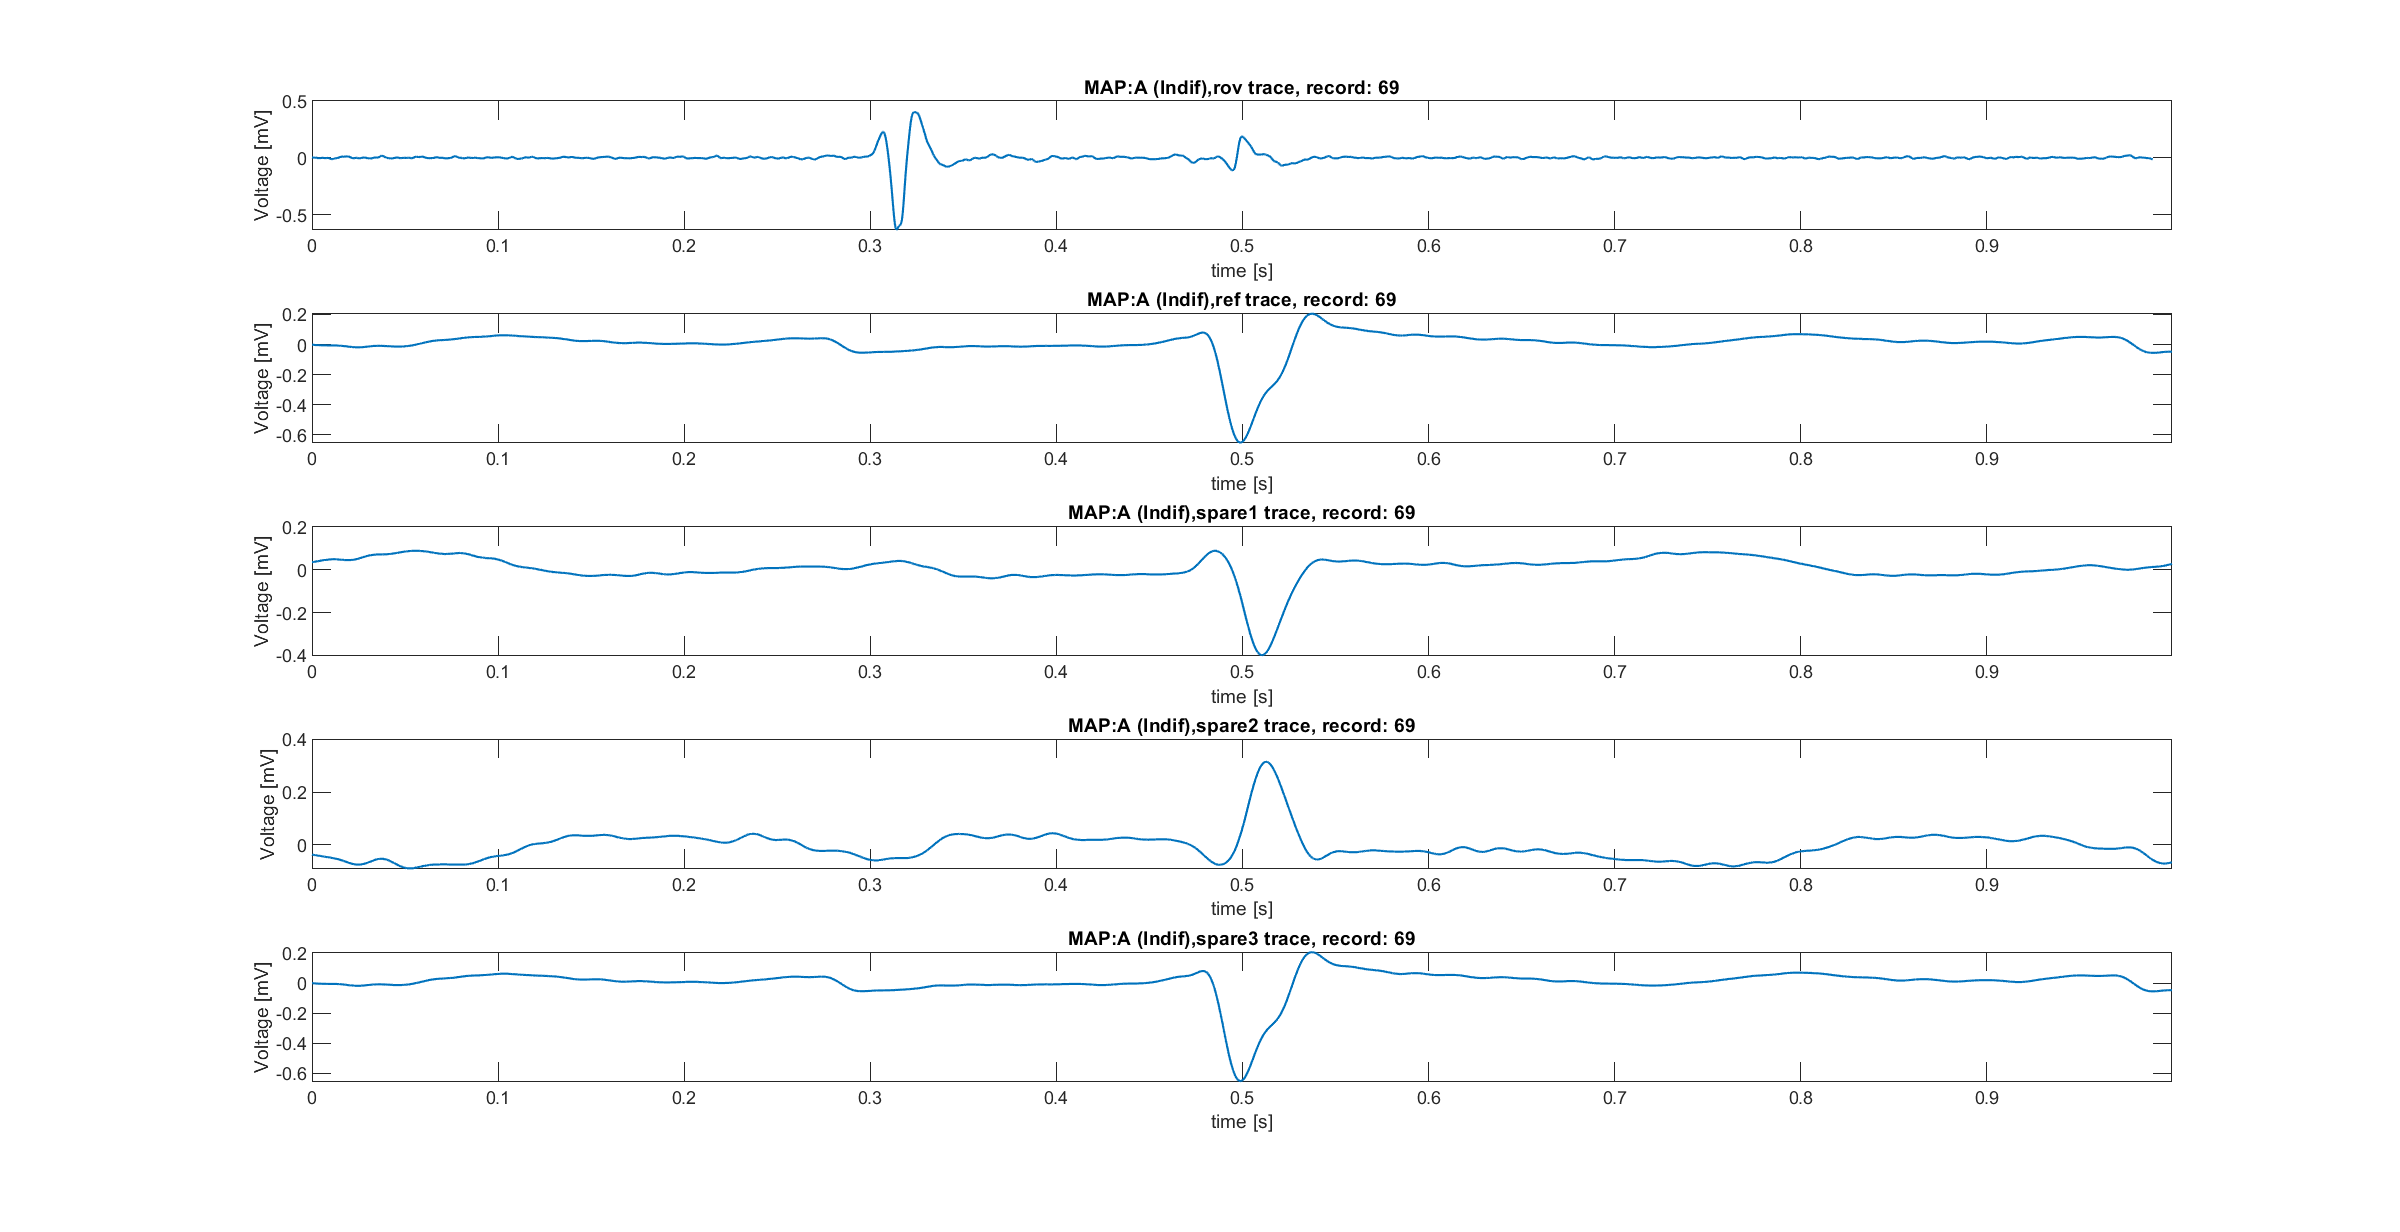 MAP:A (Indif),rov trace, record: 69
Voltage [mV]
0.5
0
-0.5
0 0.1 0.2 0.3 0.4 0.5 0.6 0.7 0.8 0.9
time [s]
MAP:A (Indif),ref trace, record: 69
Voltage [mV]
0.2
0
-0.2
-0.4
-0.6
0 0.1 0.2 0.3 0.4 0.5 0.6 0.7 0.8 0.9
time [s]
MAP:A (Indif),spare1 trace, record: 69
Voltage [mV]
0.2
0
-0.2
-0.4
0 0.1 0.2 0.3 0.4 0.5 0.6 0.7 0.8 0.9
time [s]
MAP:A (Indif),spare2 trace, record: 69
Voltage [mV]
0.4
0.2
0
0 0.1 0.2 0.3 0.4 0.5 0.6 0.7 0.8 0.9
time [s]
MAP:A (Indif),spare3 trace, record: 69
Voltage [mV]
0.2
0
-0.2
-0.4
-0.6
0 0.1 0.2 0.3 0.4 0.5 0.6 0.7 0.8 0.9
time [s]